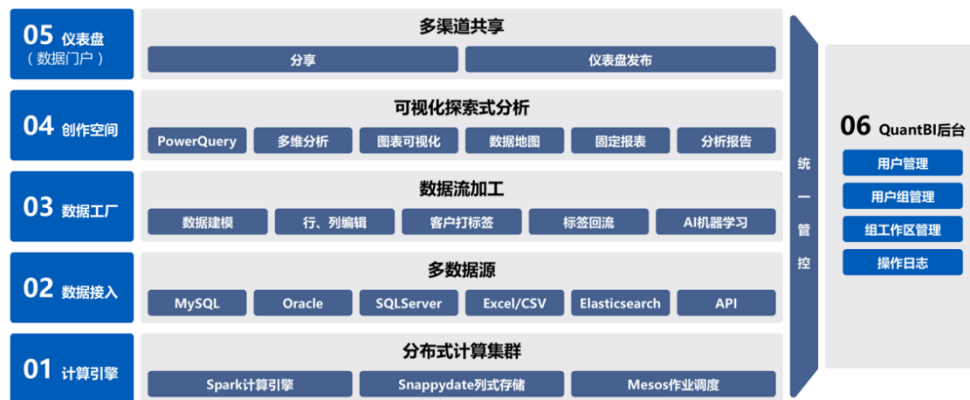 05 仪表盘
（数据门户）
多渠道共享
分享
仪表盘发布
04 创作空间
可视化探索式分析
PowerQuery
多维分析
图表可视化
数据地图
固定报表
分析报告
03 数据工厂
数据流加工
数据建模
行、列编辑
客户打标签
标签回流
AI机器学习
02 数据接入
多数据源
MySQL
Oracle
SQLServer
Excel/CSV
Elasticsearch
API
01 计算引擎
分布式计算集群
Spark计算引擎
Snappydate列式存储
Mesos作业调度
统一管控
06 QuantBI后台
用户管理
用户组管理
组工作区管理
操作日志